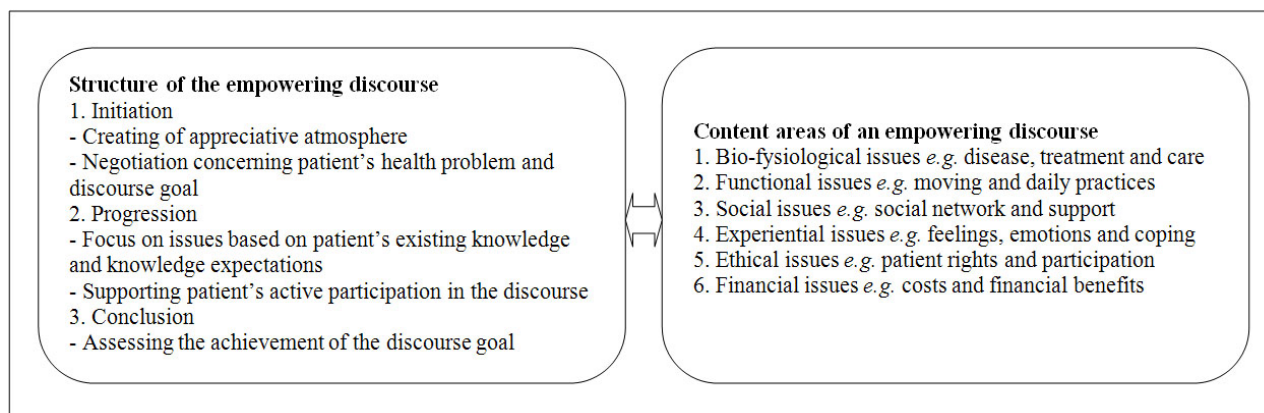 Structure of the empowering discourse
1. Initiation
- Creating of appreciative atmosphere
- Negotiation concerning patient’s health problem and
discourse goal
2. Progression
- Focus on issues based on patient’s existing knowledge
and knowledge expectations
- Supporting patient’s active participation in the discourse
3. Conclusion
- Assessing the achievement of the discourse goal
Content areas of an empowering discourse
1. Bio-fysiological issues e.g. disease, treatment and care
2. Functional issues e.g. moving and daily practices
3. Social issues e.g. social network and support
4. Experiential issues e.g. feelings, emotions and coping
5. Ethical issues e.g. patient rights and participation
6. Financial issues e.g. costs and financial benefits